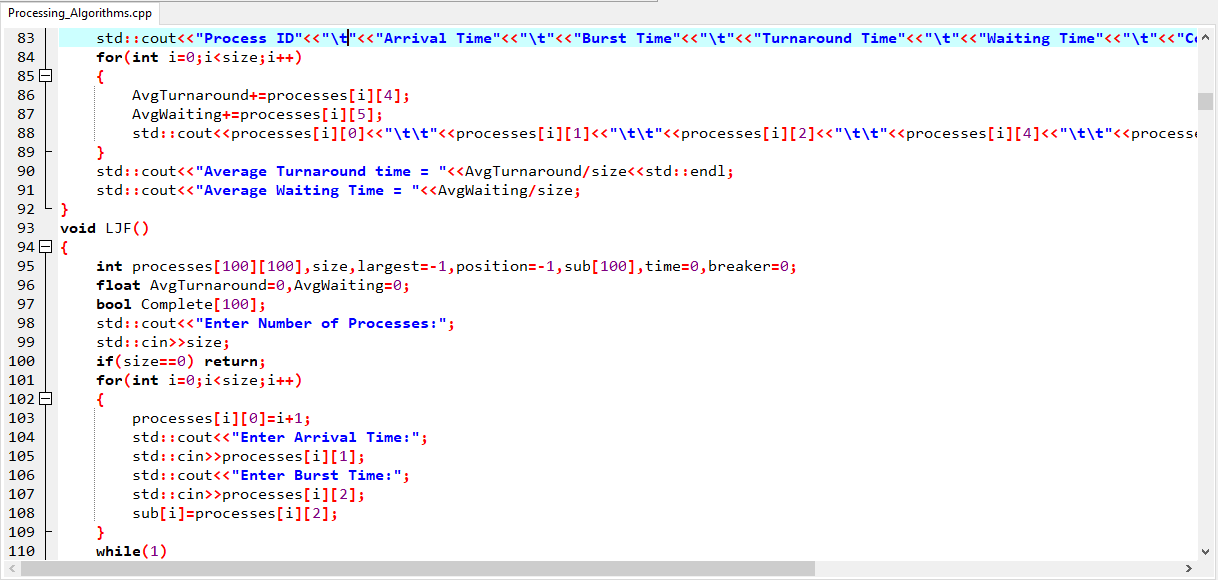 Processing_Algorithms.cpp
83 std::cout<<"Process ID"<<"\t"<<"Arrival Time"<<"\t"<<"Burst Time"<<"\t"<<"Turnaround Time"<<"\t"<<"Waiting Time"<<"\t"<<"Co
84 for(int i=0;i<size;i++)
85 {
86 AvgTurnaround+=processes[i][4];
87 AvgWaiting+=processes[i][5];
88 std::cout<<processes[i][0]<<"\t\t"<<processes[i][1]<<"\t\t"<<processes[i][2]<<"\t\t"<<processes[i][4]<<"\t\t"<<processe
89 }
90 std::cout<<"Average Turnaround time = "<<AvgTurnaround/size<<std::endl;
91 std::cout<<"Average Waiting Time = "<<AvgWaiting/size;
92 }
93 void LJF()
94 {
95 int processes[100][100],size,largest=-1,position=-1,sub[100],time=0,breaker=0;
96 float AvgTurnaround=0,AvgWaiting=0;
97 bool Complete[100];
98 std::cout<<"Enter Number of Processes:";
99 std::cin>>size;
100 if(size==0) return;
101 for(int i=0;i<size;i++)
102 {
103 processes[i][0]=i+1;
104 std::cout<<"Enter Arrival Time:";
105 std::cin>>processes[i][1];
106 std::cout<<"Enter Burst Time:";
107 std::cin>>processes[i][2];
108 sub[i]=processes[i][2];
109 }
110 while(1)